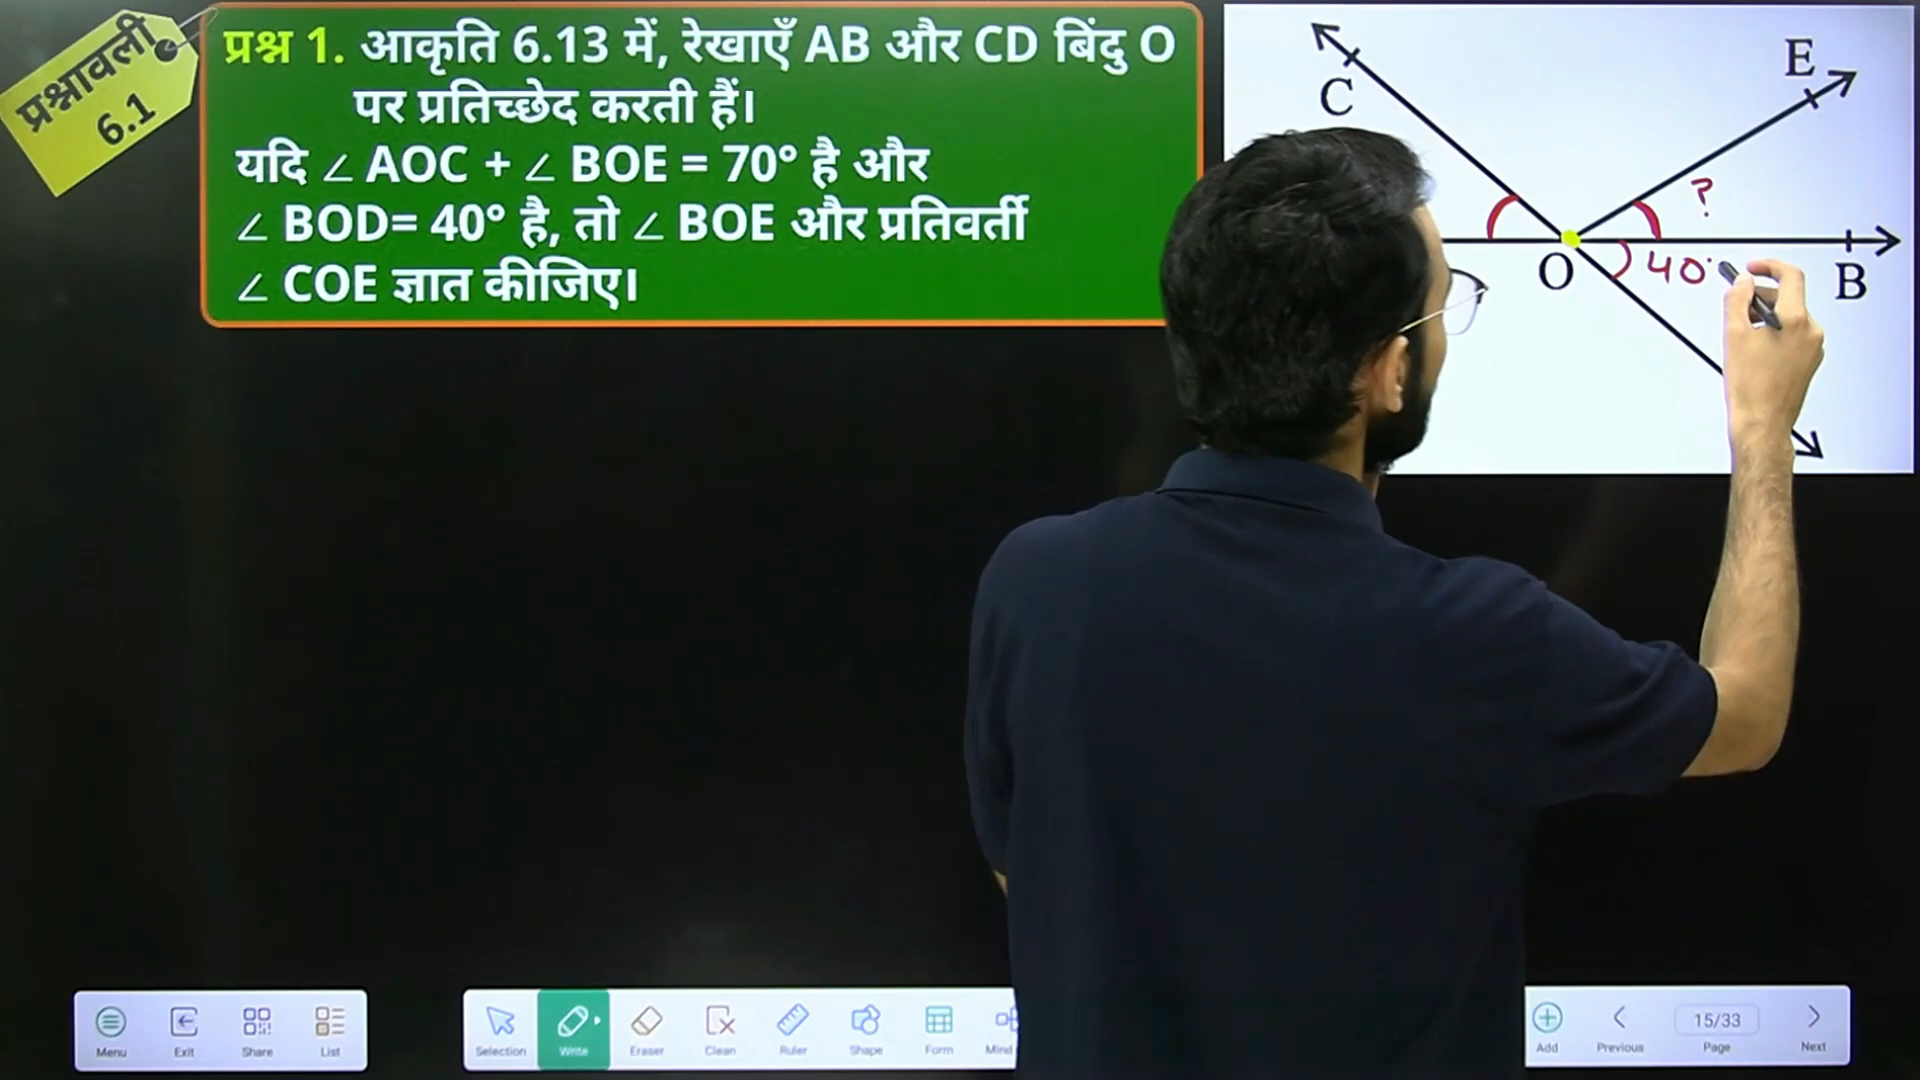 प्रश्नावली
6.1
प्रश्न 1. आकृति 6.13 में, रेखाएँ AB और CD बिंदु O
पर प्रतिच्छेद करती हैं।
यदि ∠ AOC + ∠ BOE = 70° है और
∠ BOD= 40° है, तो ∠ BOE और प्रतिवर्ती
∠ COE ज्ञात कीजिए।
C
E
?
O
40°
B
Menu
Exit
Share
List
Selection
Write
Eraser
Clean
Ruler
Shape
Form
Mind
Add
Previous
15/33
Page
Next